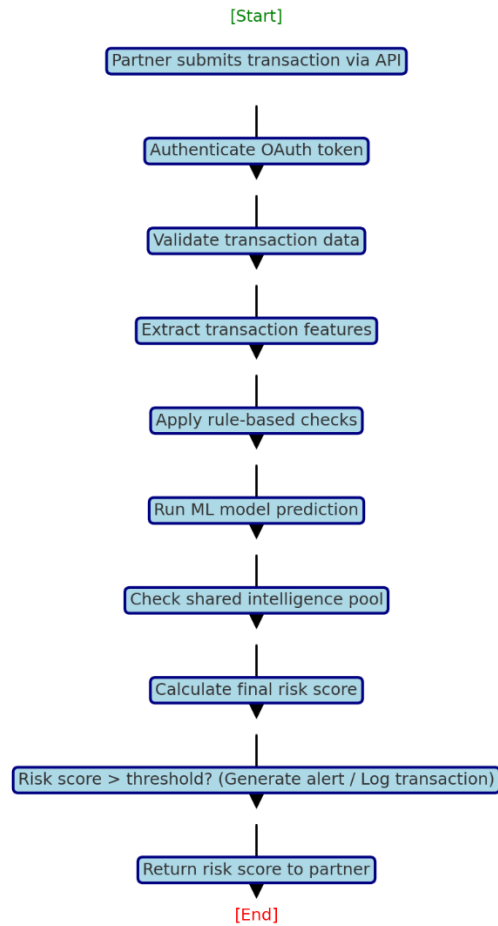 [Start]
Partner submits transaction via API
Authenticate OAuth token
Validate transaction data
Extract transaction features
Apply rule-based checks
Run ML model prediction
Check shared intelligence pool
Calculate final risk score
Risk score > threshold? (Generate alert / Log transaction)
Return risk score to partner
[End]